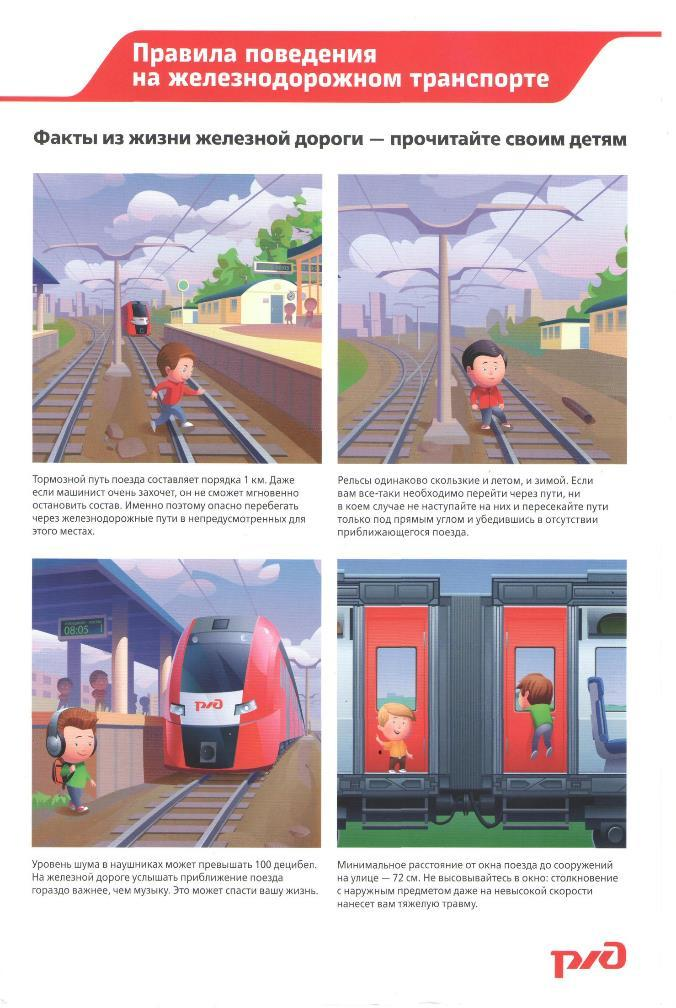 Правила поведения
на железнодорожном транспорте
Факты из жизни железной дороги — прочитайте своим детям
Тормозной путь поезда составляет порядка 1 км. Даже
если машинист очень захочет, он не сможет мгновенно
остановить состав. Именно поэтому опасно перебегать
через железнодорожные пути в непредусмотренных для
этого местах.
Рельсы одинаково скользкие и летом, и зимой. Если
вам все-таки необходимо перейти через пути, ни
в коем случае не наступайте на них и пересекайте пути
только под прямым углом и убедившись в отсутствии
приближающегося поезда.
08:05 1
ржд
Уровень шума в наушниках может превышать 100 децибел.
На железной дороге услышать приближение поезда
гораздо важнее, чем музыку. Это может спасти вашу жизнь.
Минимальное расстояние от окна поезда до сооружений
на улице — 72 см. Не высовывайтесь в окно: столкновение
с наружным предметом даже на невысокой скорости
нанесет вам тяжелую травму.
ржд